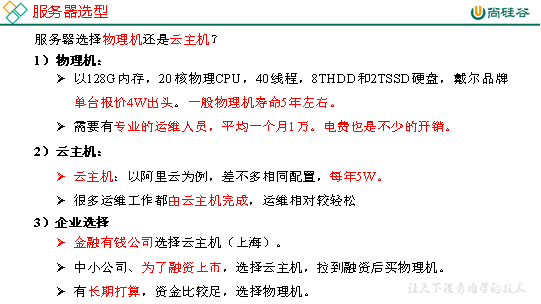 服务器选型
尚硅谷
服务器选择物理机还是云主机？
1）物理机：
以128G内存，20核物理CPU，40线程，8THDD和2TSSD硬盘，戴尔品牌
单台报价4W出头。一般物理机寿命5年左右。
需要有专业的运维人员，平均一个月1万。电费也是不少的开销。
2）云主机：
云主机：以阿里云为例，差不多相同配置，每年5W。
很多运维工作都由云主机完成，运维相对较轻松
3）企业选择
金融有钱公司选择云主机（上海）。
中小公司、为了融资上市，选择云主机，拉到融资后买物理机。
有长期打算，资金比较足，选择物理机。
让天下没有难学的技术